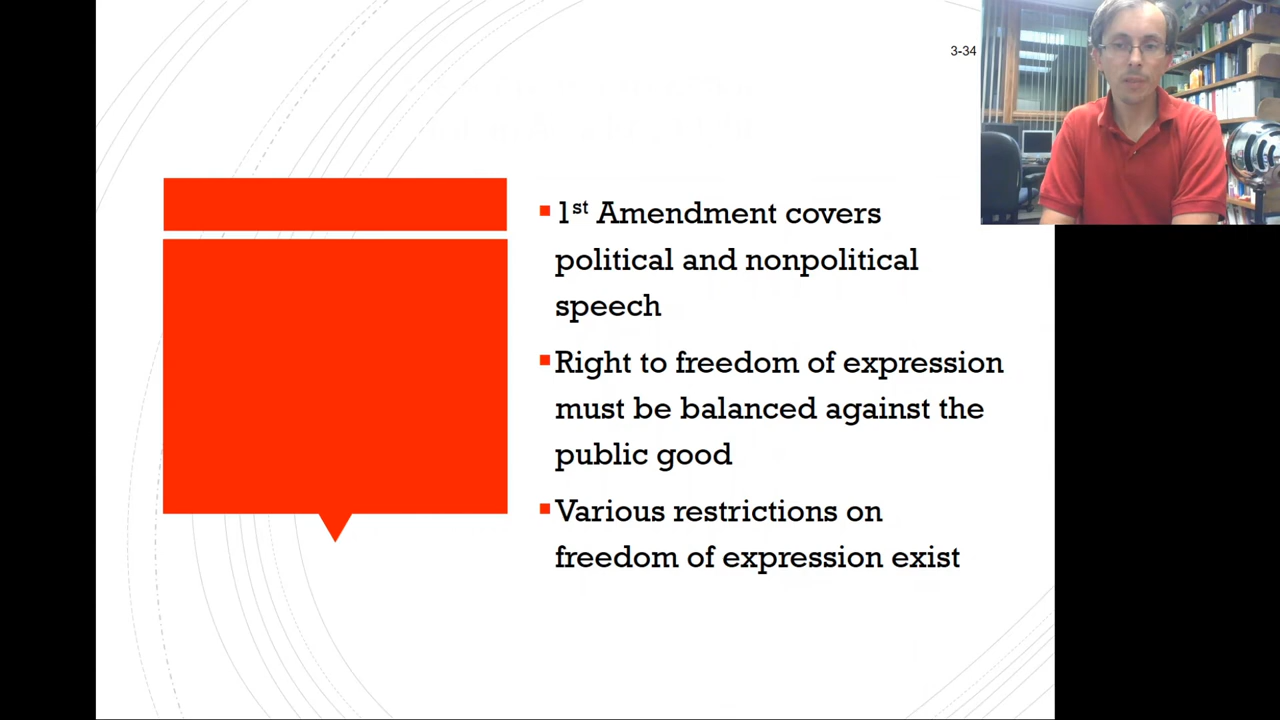 3-34
▪1st Amendment covers
political and nonpolitical
speech
▪Right to freedom of expression
must be balanced against the
public good
▪Various restrictions on
freedom of expression exist